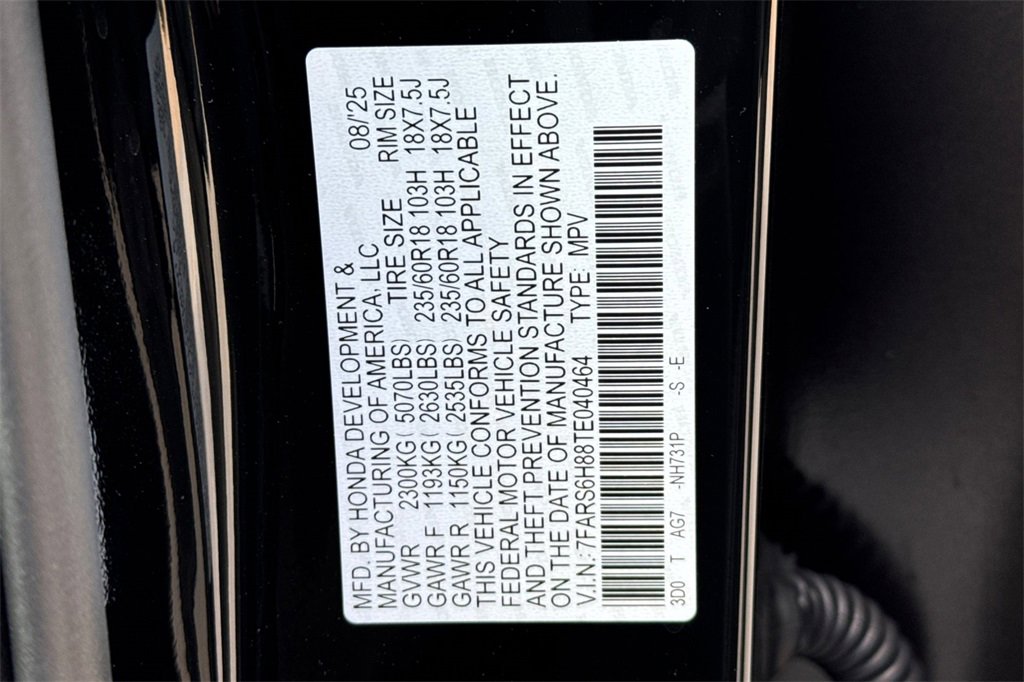 MFD. BY HONDA DEVELOPMENT &
MANUFACTURING OF AMERICA, LLC 08/'25
TIRE SIZE RIM SIZE
GVWR 2300KG( 5070LBS)
GAWR F 1193KG( 2630LBS) 235/60R18 103H 18X7.5J
GAWR R 1150KG( 2535LBS) 235/60R18 103H 18X7.5J
THIS VEHICLE CONFORMS TO ALL APPLICABLE
FEDERAL MOTOR VEHICLE SAFETY
AND THEFT PREVENTION STANDARDS IN EFFECT
ON THE DATE OF MANUFACTURE SHOWN ABOVE.
V.I.N: 7FARS6H88TE040464 TYPE: MPV
3D0 T AG7 -NH731P -S -E